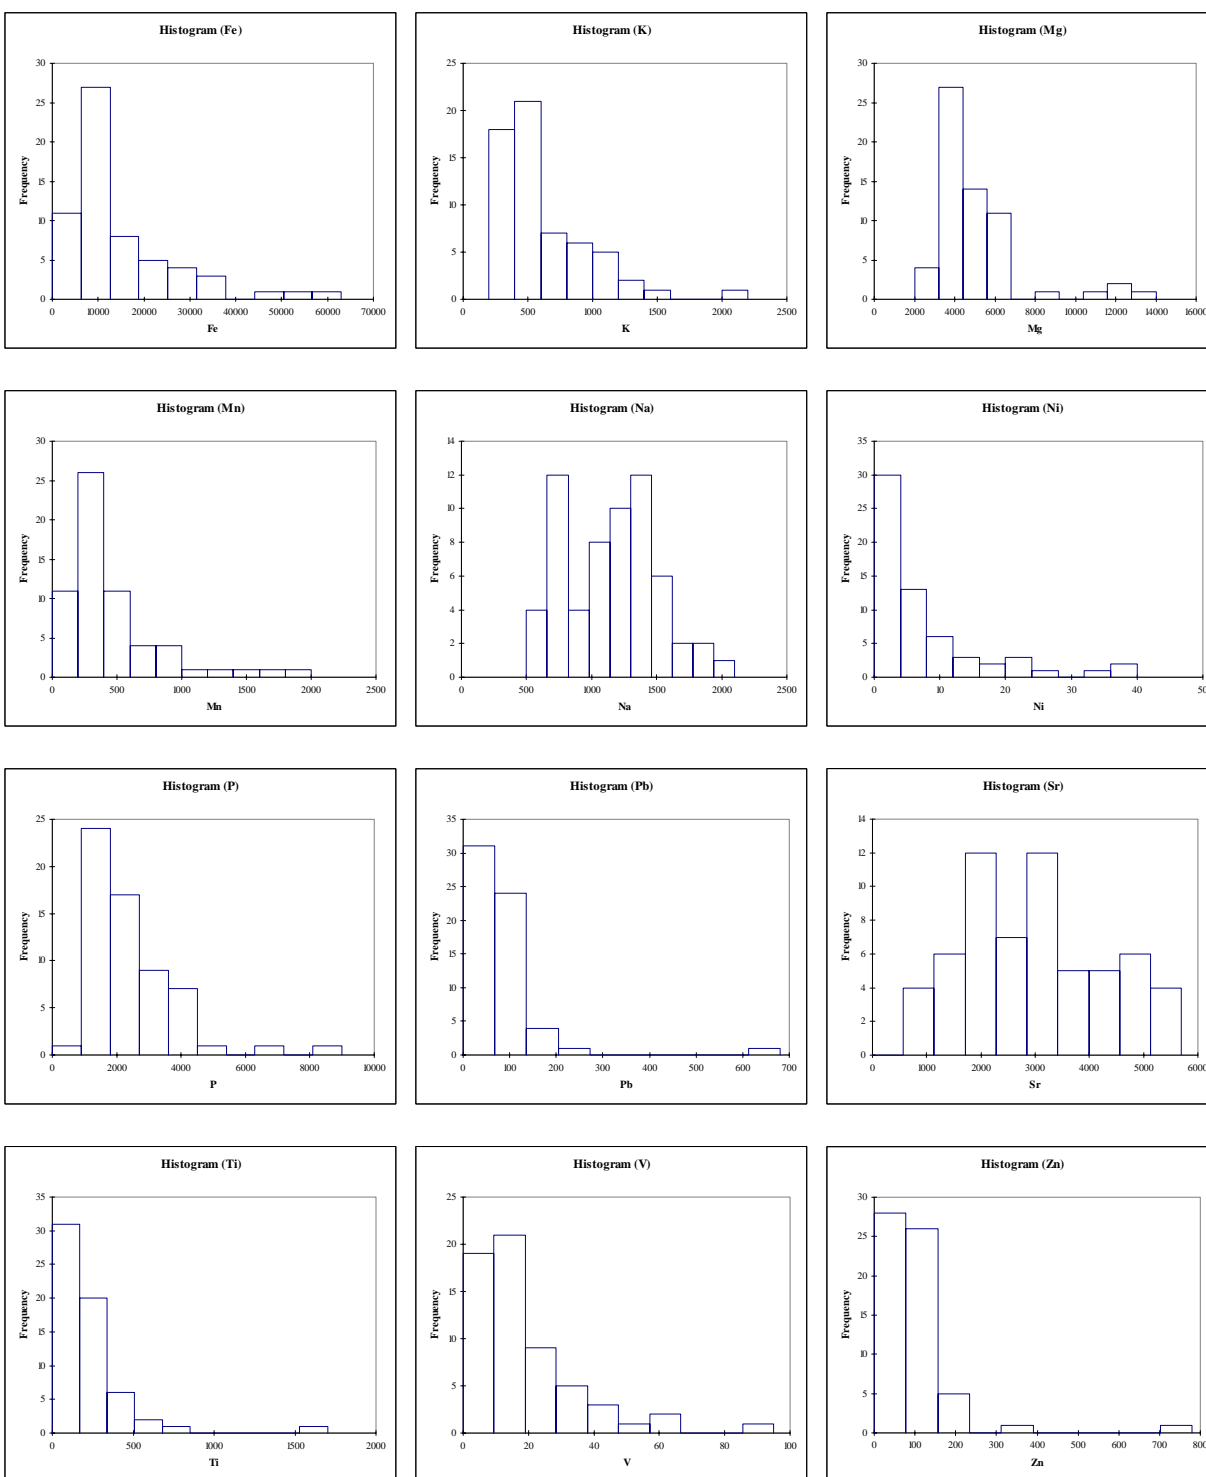 Histogram (Fe)
30
25
20
15
10
5
0
Frequency
0 10000 20000 30000 40000 50000 60000 70000
Fe
Histogram (K)
25
20
15
10
5
0
Frequency
0 500 1000 1500 2000 2500
K
Histogram (Mg)
30
25
20
15
10
5
0
Frequency
0 2000 4000 6000 8000 10000 12000 14000 16000
Mg
Histogram (Mn)
30
25
20
15
10
5
0
Frequency
0 500 1000 1500 2000 2500
Mn
Histogram (Na)
14
12
10
8
6
4
2
0
Frequency
0 500 1000 1500 2000 2500
Na
Histogram (Ni)
35
30
25
20
15
10
5
0
Frequency
0 10 20 30 40 50
Ni
Histogram (P)
25
20
15
10
5
0
Frequency
0 2000 4000 6000 8000 10000
P
Histogram (Pb)
35
30
25
20
15
10
5
0
Frequency
0 100 200 300 400 500 600 700
Pb
Histogram (Sr)
14
12
10
8
6
4
2
0
Frequency
0 1000 2000 3000 4000 5000 6000
Sr
Histogram (Ti)
35
30
25
20
15
10
5
0
Frequency
0 500 1000 1500 2000
Ti
Histogram (V)
25
20
15
10
5
0
Frequency
0 20 40 60 80 100
V
Histogram (Zn)
30
25
20
15
10
5
0
Frequency
0 100 200 300 400 500 600 700 800
Zn